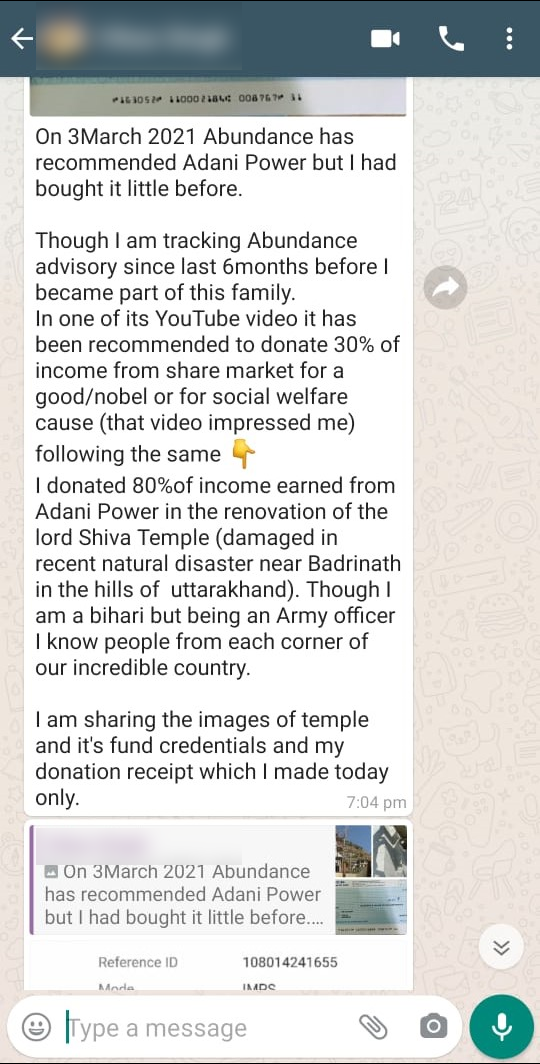 ⑈163052⑈ 110002184⑆ 008767⑈ 31
On 3March 2021 Abundance has
recommended Adani Power but I had
bought it little before.
Though I am tracking Abundance
advisory since last 6months before I
became part of this family.
In one of its YouTube video it has
been recommended to donate 30% of
income from share market for a
good/nobel or for social welfare
cause (that video impressed me)
following the same 👇
I donated 80%of income earned from
Adani Power in the renovation of the
lord Shiva Temple (damaged in
recent natural disaster near Badrinath
in the hills of uttarakhand). Though I
am a bihari but being an Army officer
I know people from each corner of
our incredible country.
I am sharing the images of temple
and it's fund credentials and my
donation receipt which I made today
only.
7:04 pm
On 3March 2021 Abundance
has recommended Adani Power
but I had bought it little before....
Reference ID 108014241655
Mode IMPS
Type a message